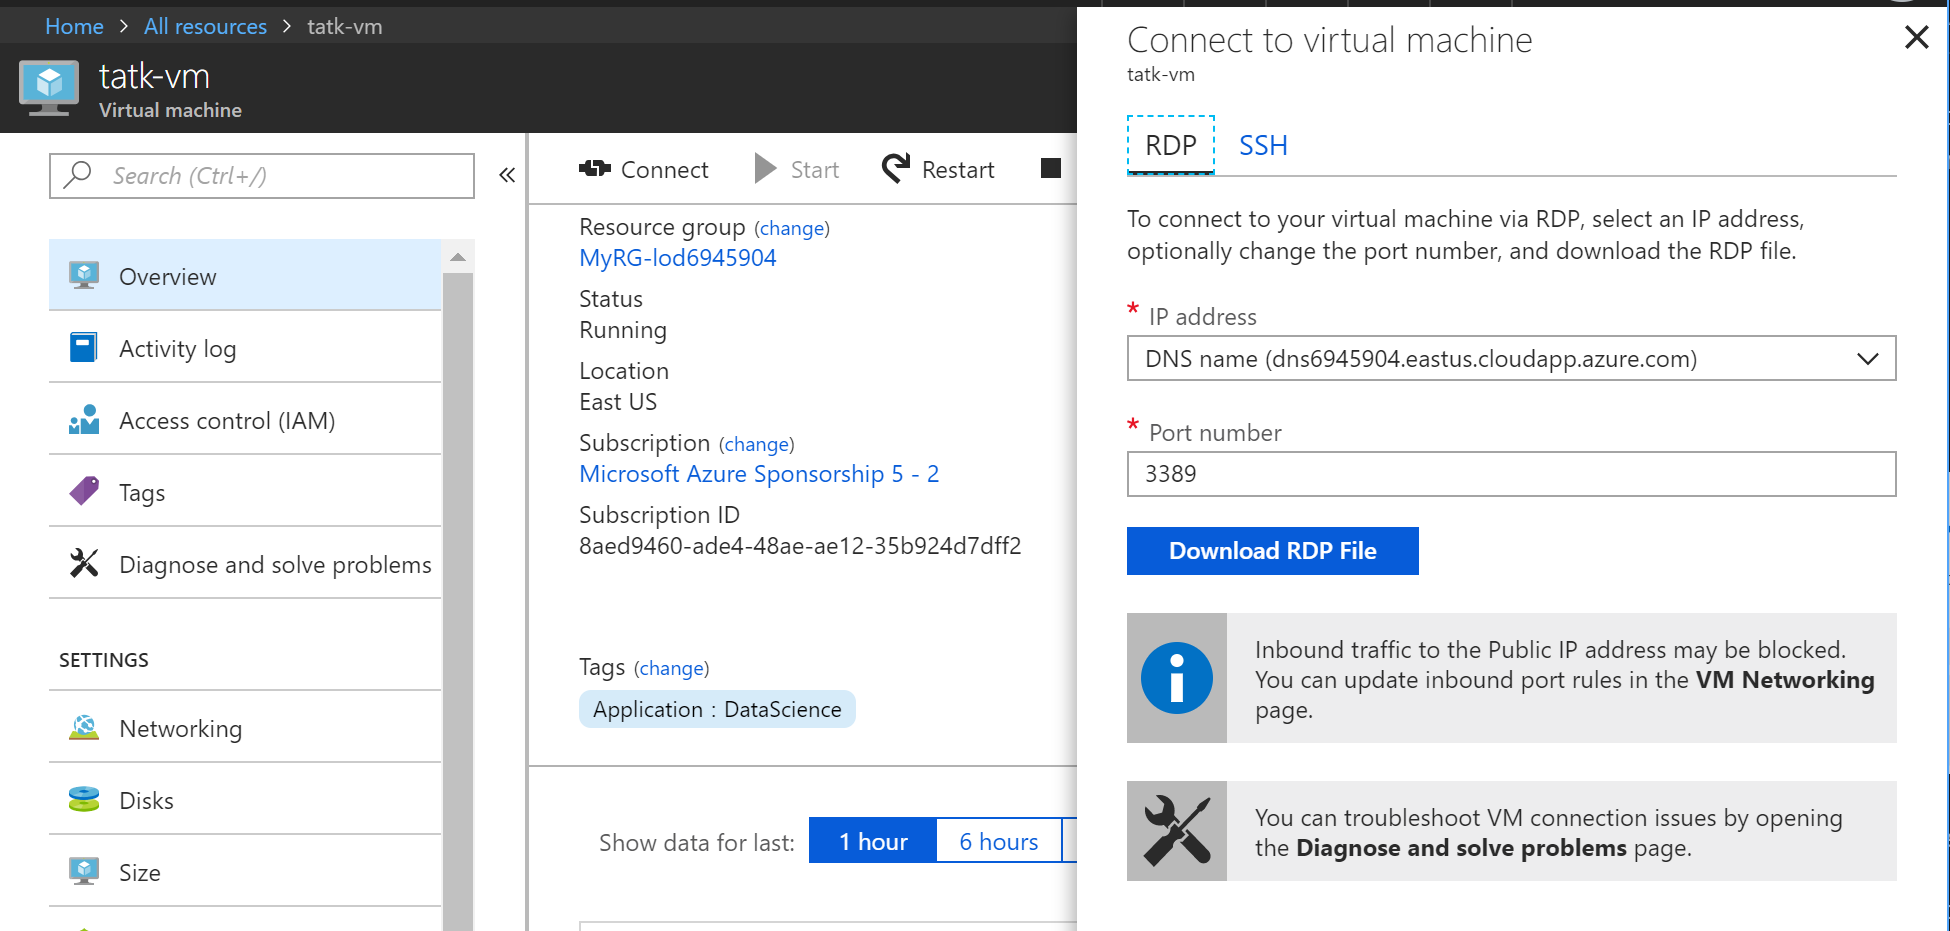 Home > All resources > tatk-vm
tatk-vm
Virtual machine
Search (Ctrl+/)
«
Overview
Activity log
Access control (IAM)
Tags
Diagnose and solve problems
SETTINGS
Networking
Disks
Size
Connect
Start
Restart
Resource group (change)
MyRG-lod6945904
Status
Running
Location
East US
Subscription (change)
Microsoft Azure Sponsorship 5 - 2
Subscription ID
8aed9460-ade4-48ae-ae12-35b924d7dff2
Tags (change)
Application : DataScience
Show data for last: 1 hour 6 hours
Connect to virtual machine
tatk-vm
RDP SSH
To connect to your virtual machine via RDP, select an IP address,
optionally change the port number, and download the RDP file.
* IP address
DNS name (dns6945904.eastus.cloudapp.azure.com)
* Port number
3389
Download RDP File
Inbound traffic to the Public IP address may be blocked.
You can update inbound port rules in the VM Networking
page.
You can troubleshoot VM connection issues by opening
the Diagnose and solve problems page.